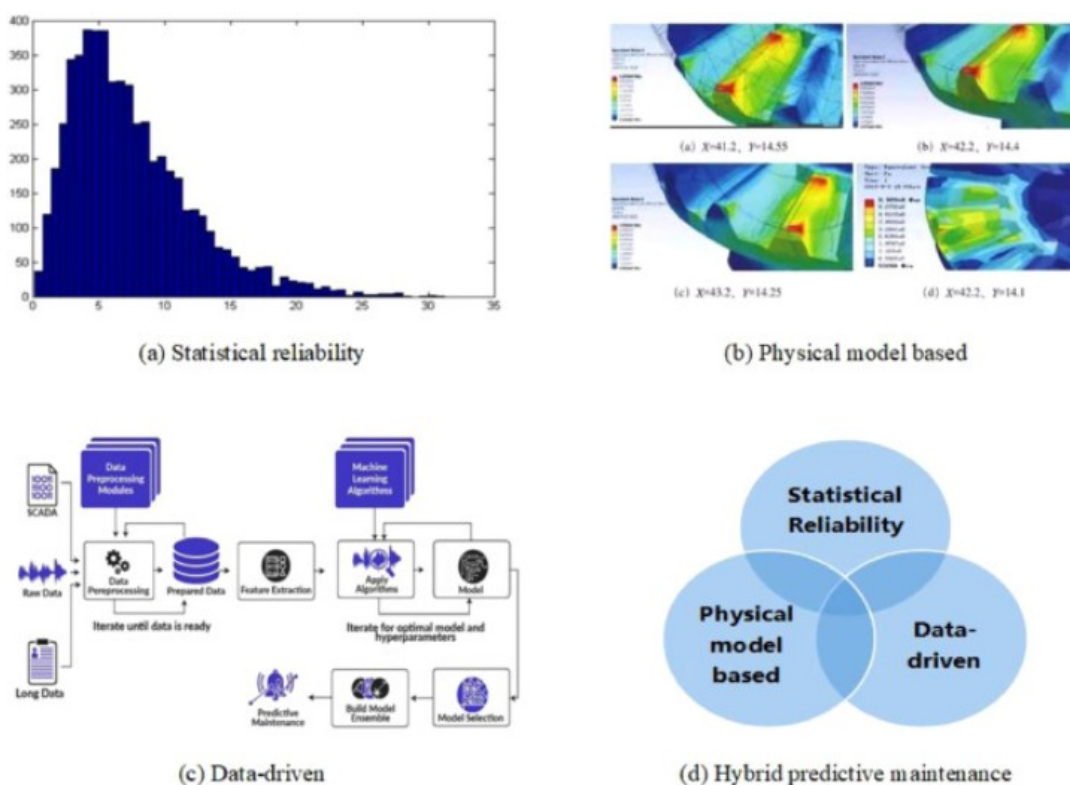 400
350
300
250
200
150
100
50
0
0 5 10 15 20 25 30 35
(a) Statistical reliability
(a) X=41.2, Y=14.55
(b) X=42.2, Y=14.4
(c) X=43.2, Y=14.25
(d) X=42.2, Y=14.1
(b) Physical model based
Data
Preprocessing
Modules
Machine
Learning
Algorithms
SCADA
Raw Data
Long Data
Data
Pereprocessing
Prepared Data
Feature Extraction
Apply
Algorithms
Model
Iterate until data is ready
Iterate for optimal model and
hyperparameters
Predictive
Maintenance
Build Model
Ensemble
Model Selection
(c) Data-driven
Statistical
Reliability
Physical
model
based
Data-
driven
(d) Hybrid predictive maintenance